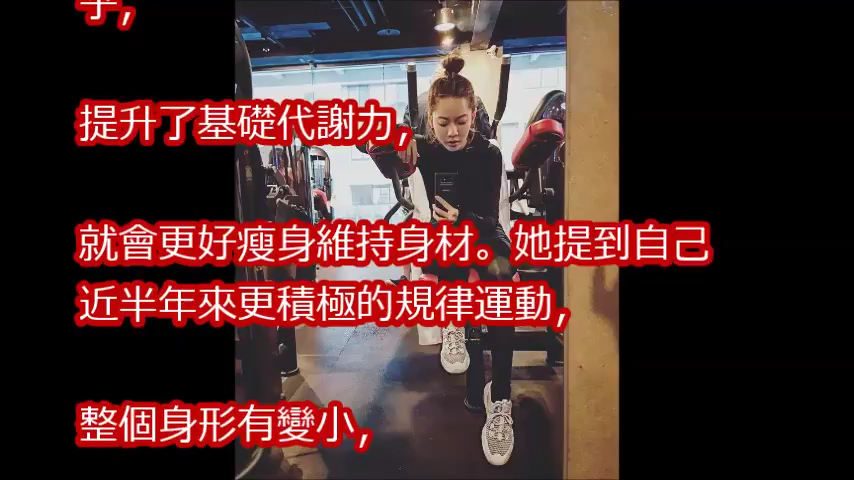 提升了基礎代謝力，
就會更好瘦身維持身材。她提到自己
近半年來更積極的規律運動，
整個身形有變小，